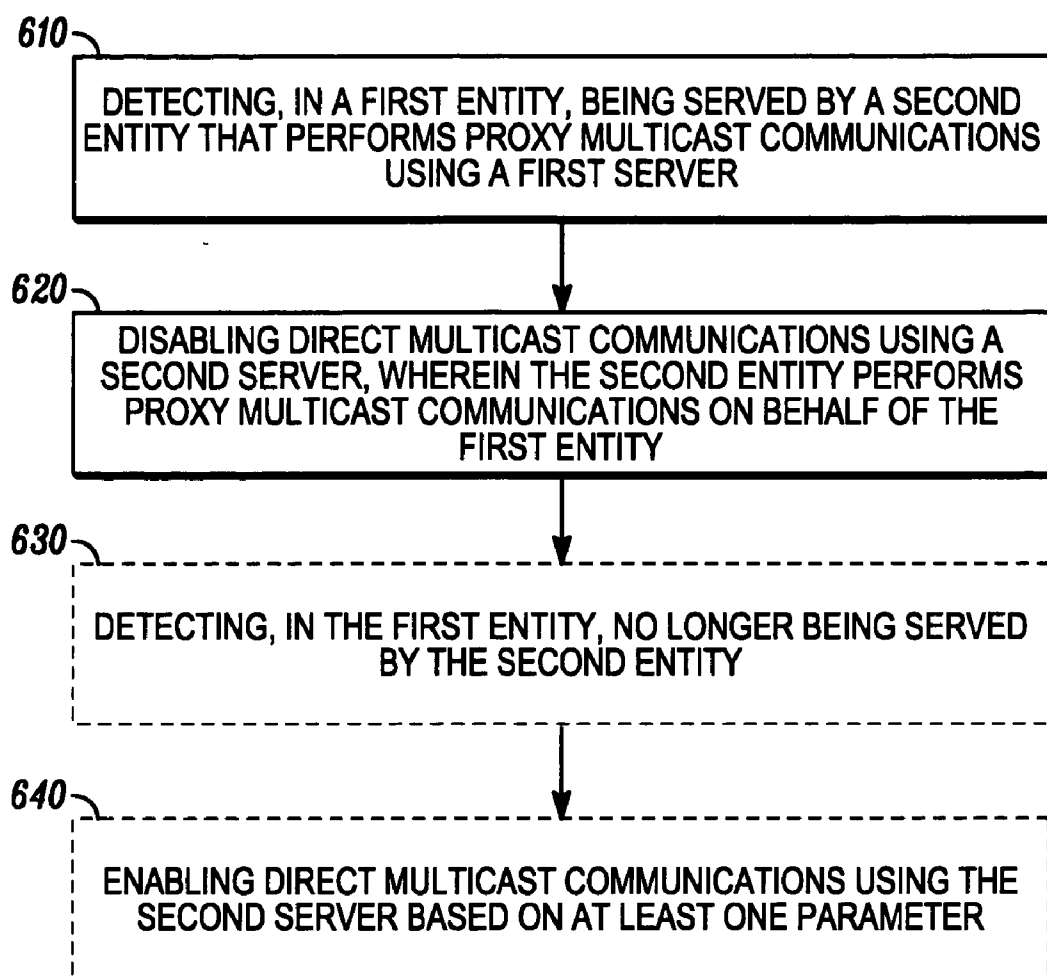 610
DETECTING, IN A FIRST ENTITY, BEING SERVED BY A SECOND
ENTITY THAT PERFORMS PROXY MULTICAST COMMUNICATIONS
USING A FIRST SERVER
620
DISABLING DIRECT MULTICAST COMMUNICATIONS USING A
SECOND SERVER, WHEREIN THE SECOND ENTITY PERFORMS
PROXY MULTICAST COMMUNICATIONS ON BEHALF OF THE
FIRST ENTITY
630
DETECTING, IN THE FIRST ENTITY, NO LONGER BEING SERVED
BY THE SECOND ENTITY
640
ENABLING DIRECT MULTICAST COMMUNICATIONS USING THE
SECOND SERVER BASED ON AT LEAST ONE PARAMETER